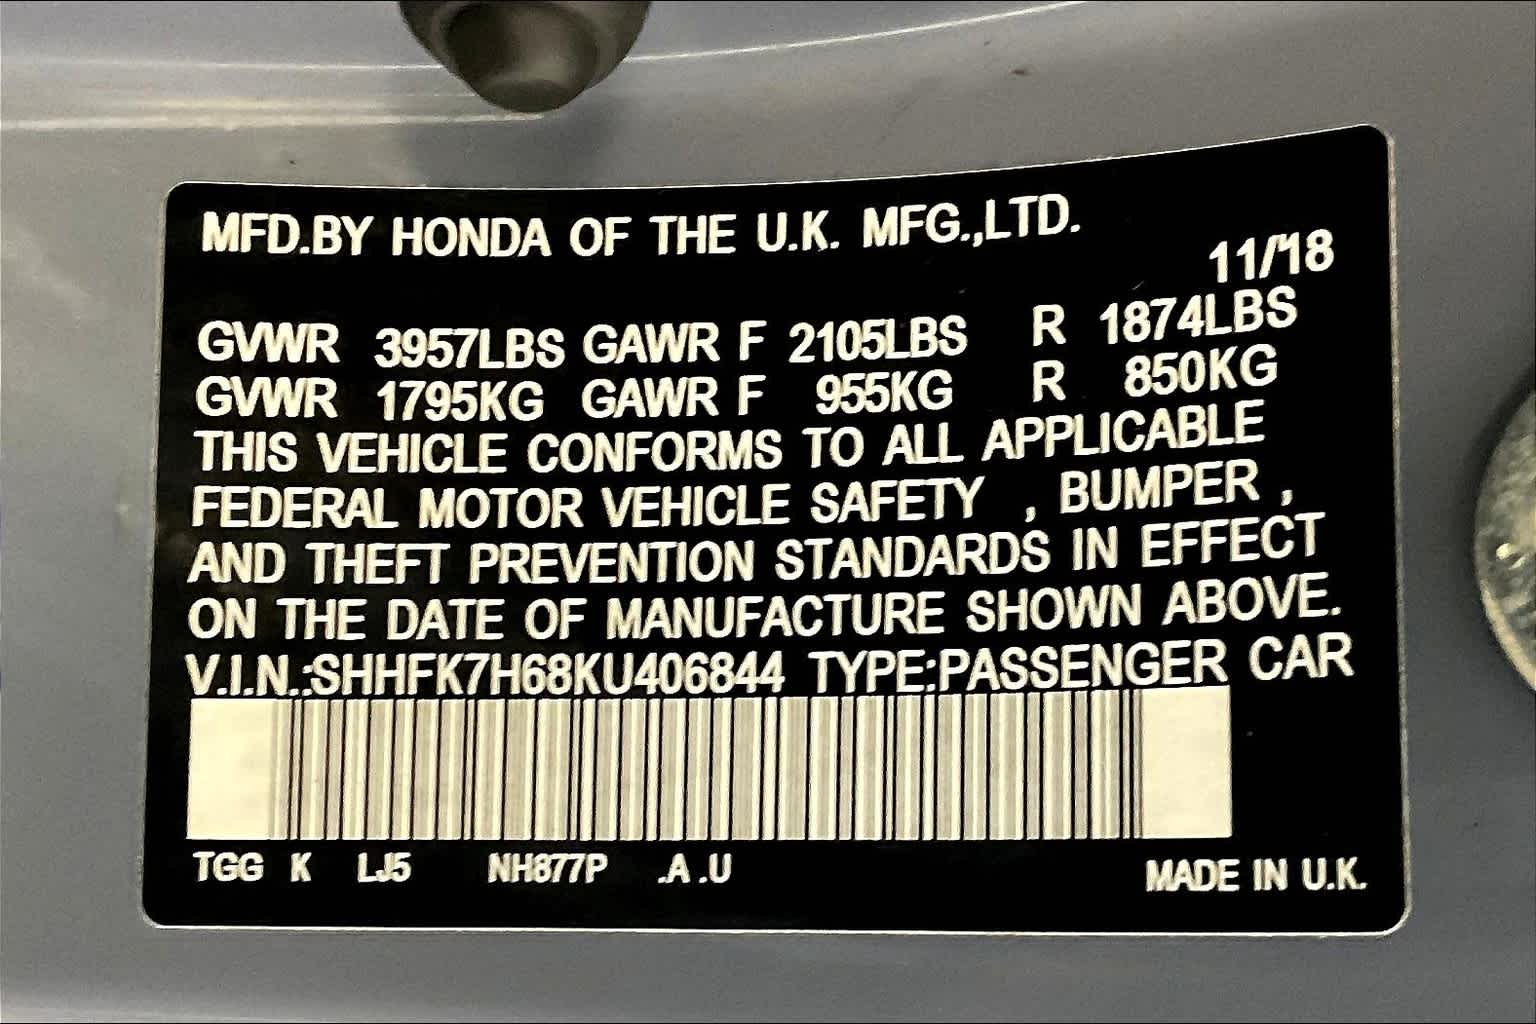 MFD.BY HONDA OF THE U.K. MFG.,LTD.
11/'18
GVWR 3957LBS GAWR F 2105LBS R 1874LBS
GVWR 1795KG GAWR F 955KG R 850KG
THIS VEHICLE CONFORMS TO ALL APPLICABLE
FEDERAL MOTOR VEHICLE SAFETY , BUMPER ,
AND THEFT PREVENTION STANDARDS IN EFFECT
ON THE DATE OF MANUFACTURE SHOWN ABOVE.
V.I.N.:SHHFK7H68KU406844 TYPE:PASSENGER CAR
TGG K LJ5 NH877P .A .U MADE IN U.K.